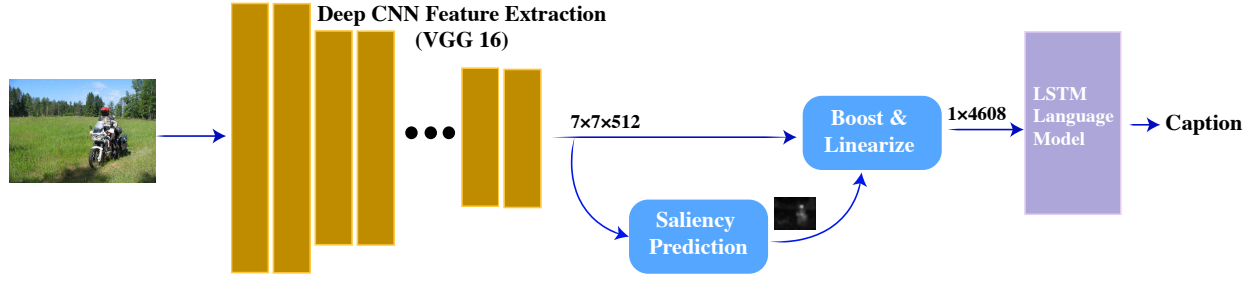 Deep CNN Feature Extraction
(VGG 16)
7×7×512
Boost &
Linearize
1×4608
LSTM
Language
Model
Caption
Saliency
Prediction